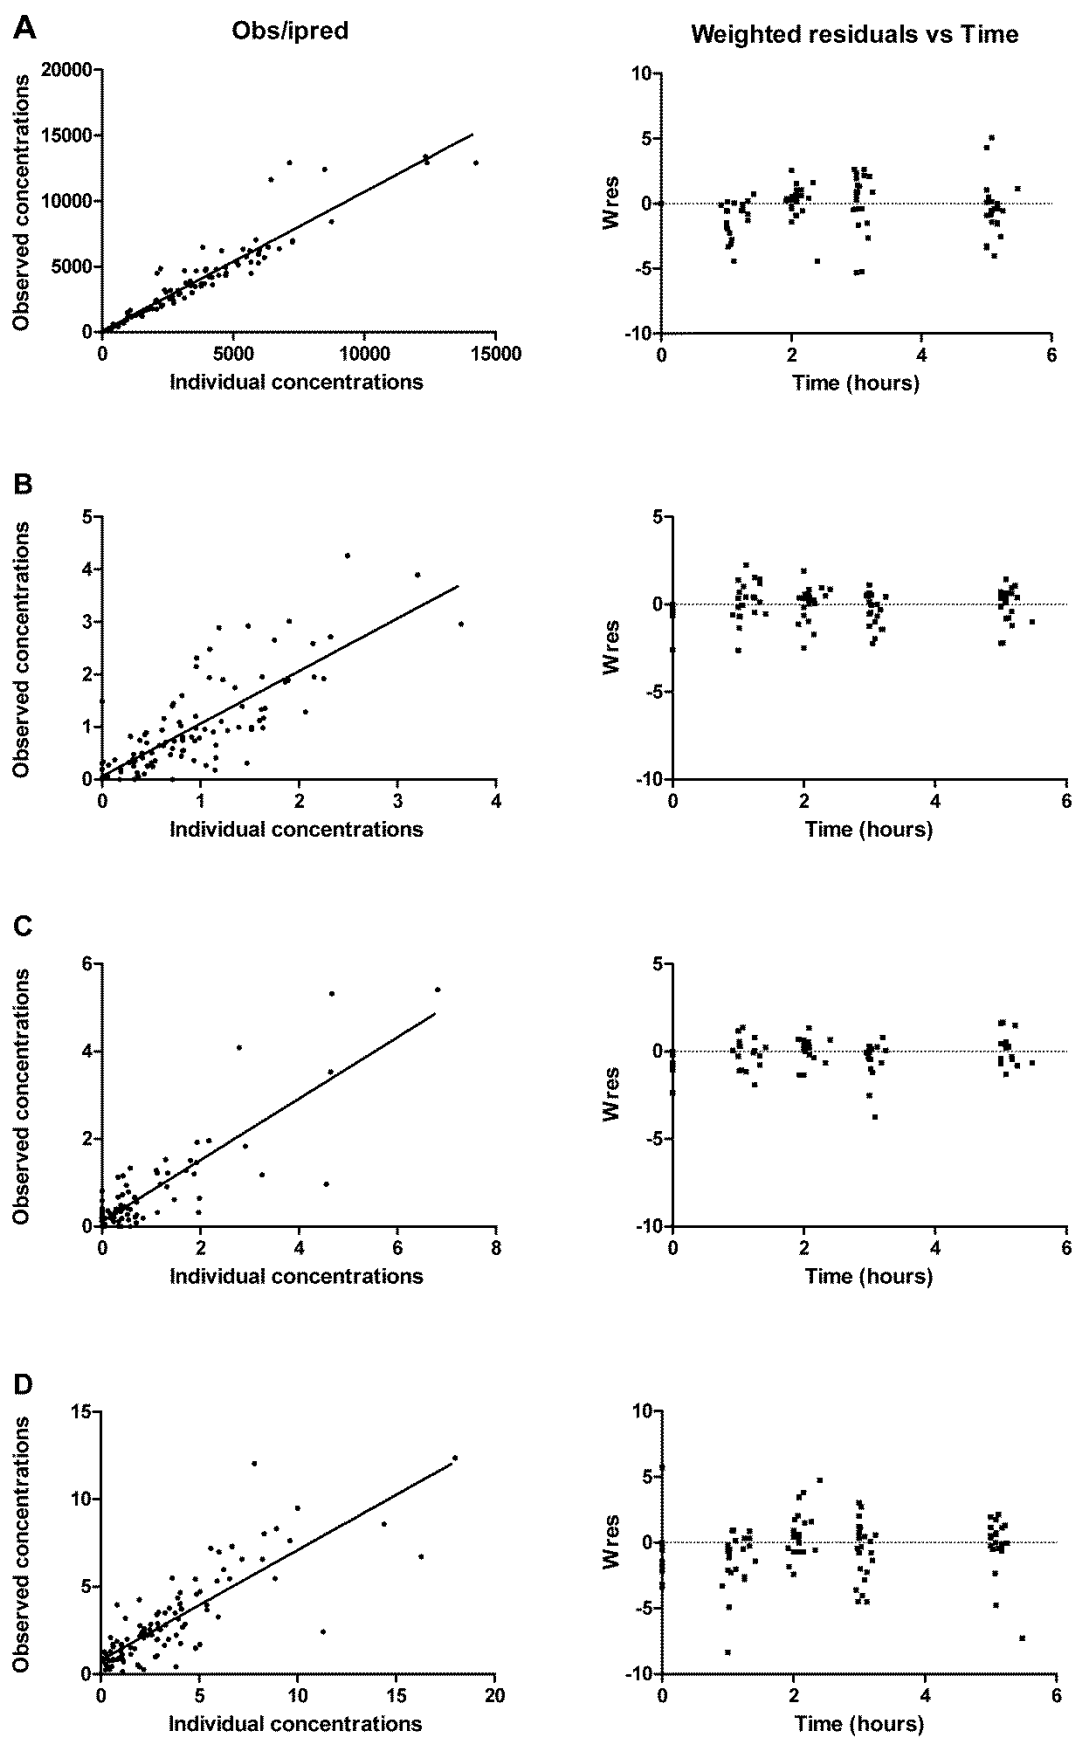 A
Obs/ipred
Weighted residuals vs Time
Observed concentrations
20000
15000
10000
5000
0
0 5000 10000 15000
Individual concentrations
Wres
10
5
0
-5
-10
0 2 4 6
Time (hours)
B
Observed concentrations
5
4
3
2
1
0
0 1 2 3 4
Individual concentrations
Wres
5
0
-5
-10
0 2 4 6
Time (hours)
C
Observed concentrations
6
4
2
0
0 2 4 6 8
Individual concentrations
Wres
5
0
-5
-10
0 2 4 6
Time (hours)
D
Observed concentrations
15
10
5
0
0 5 10 15 20
Individual concentrations
Wres
10
5
0
-5
-10
0 2 4 6
Time (hours)